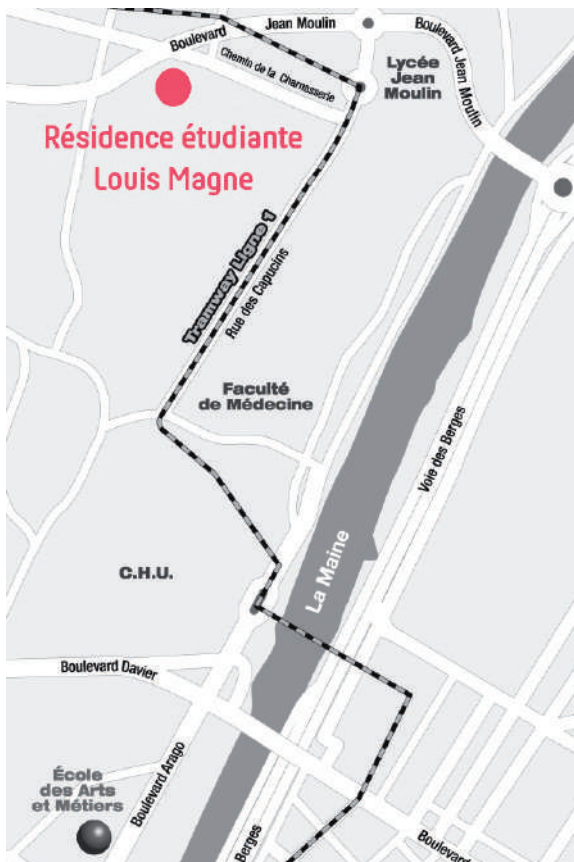 Boulevard
Jean Moulin
Boulevard Jean Moulin
Chemin de la Charnasserie
Lycée
Jean
Moulin
Résidence étudiante
Louis Magne
Tramway Ligne 1
Rue des Capucins
Faculté
de Médecine
Voie des Berges
La Maine
C.H.U.
Boulevard Davier
Boulevard Arago
École
des Arts
et Métiers
Berges
Boulevard